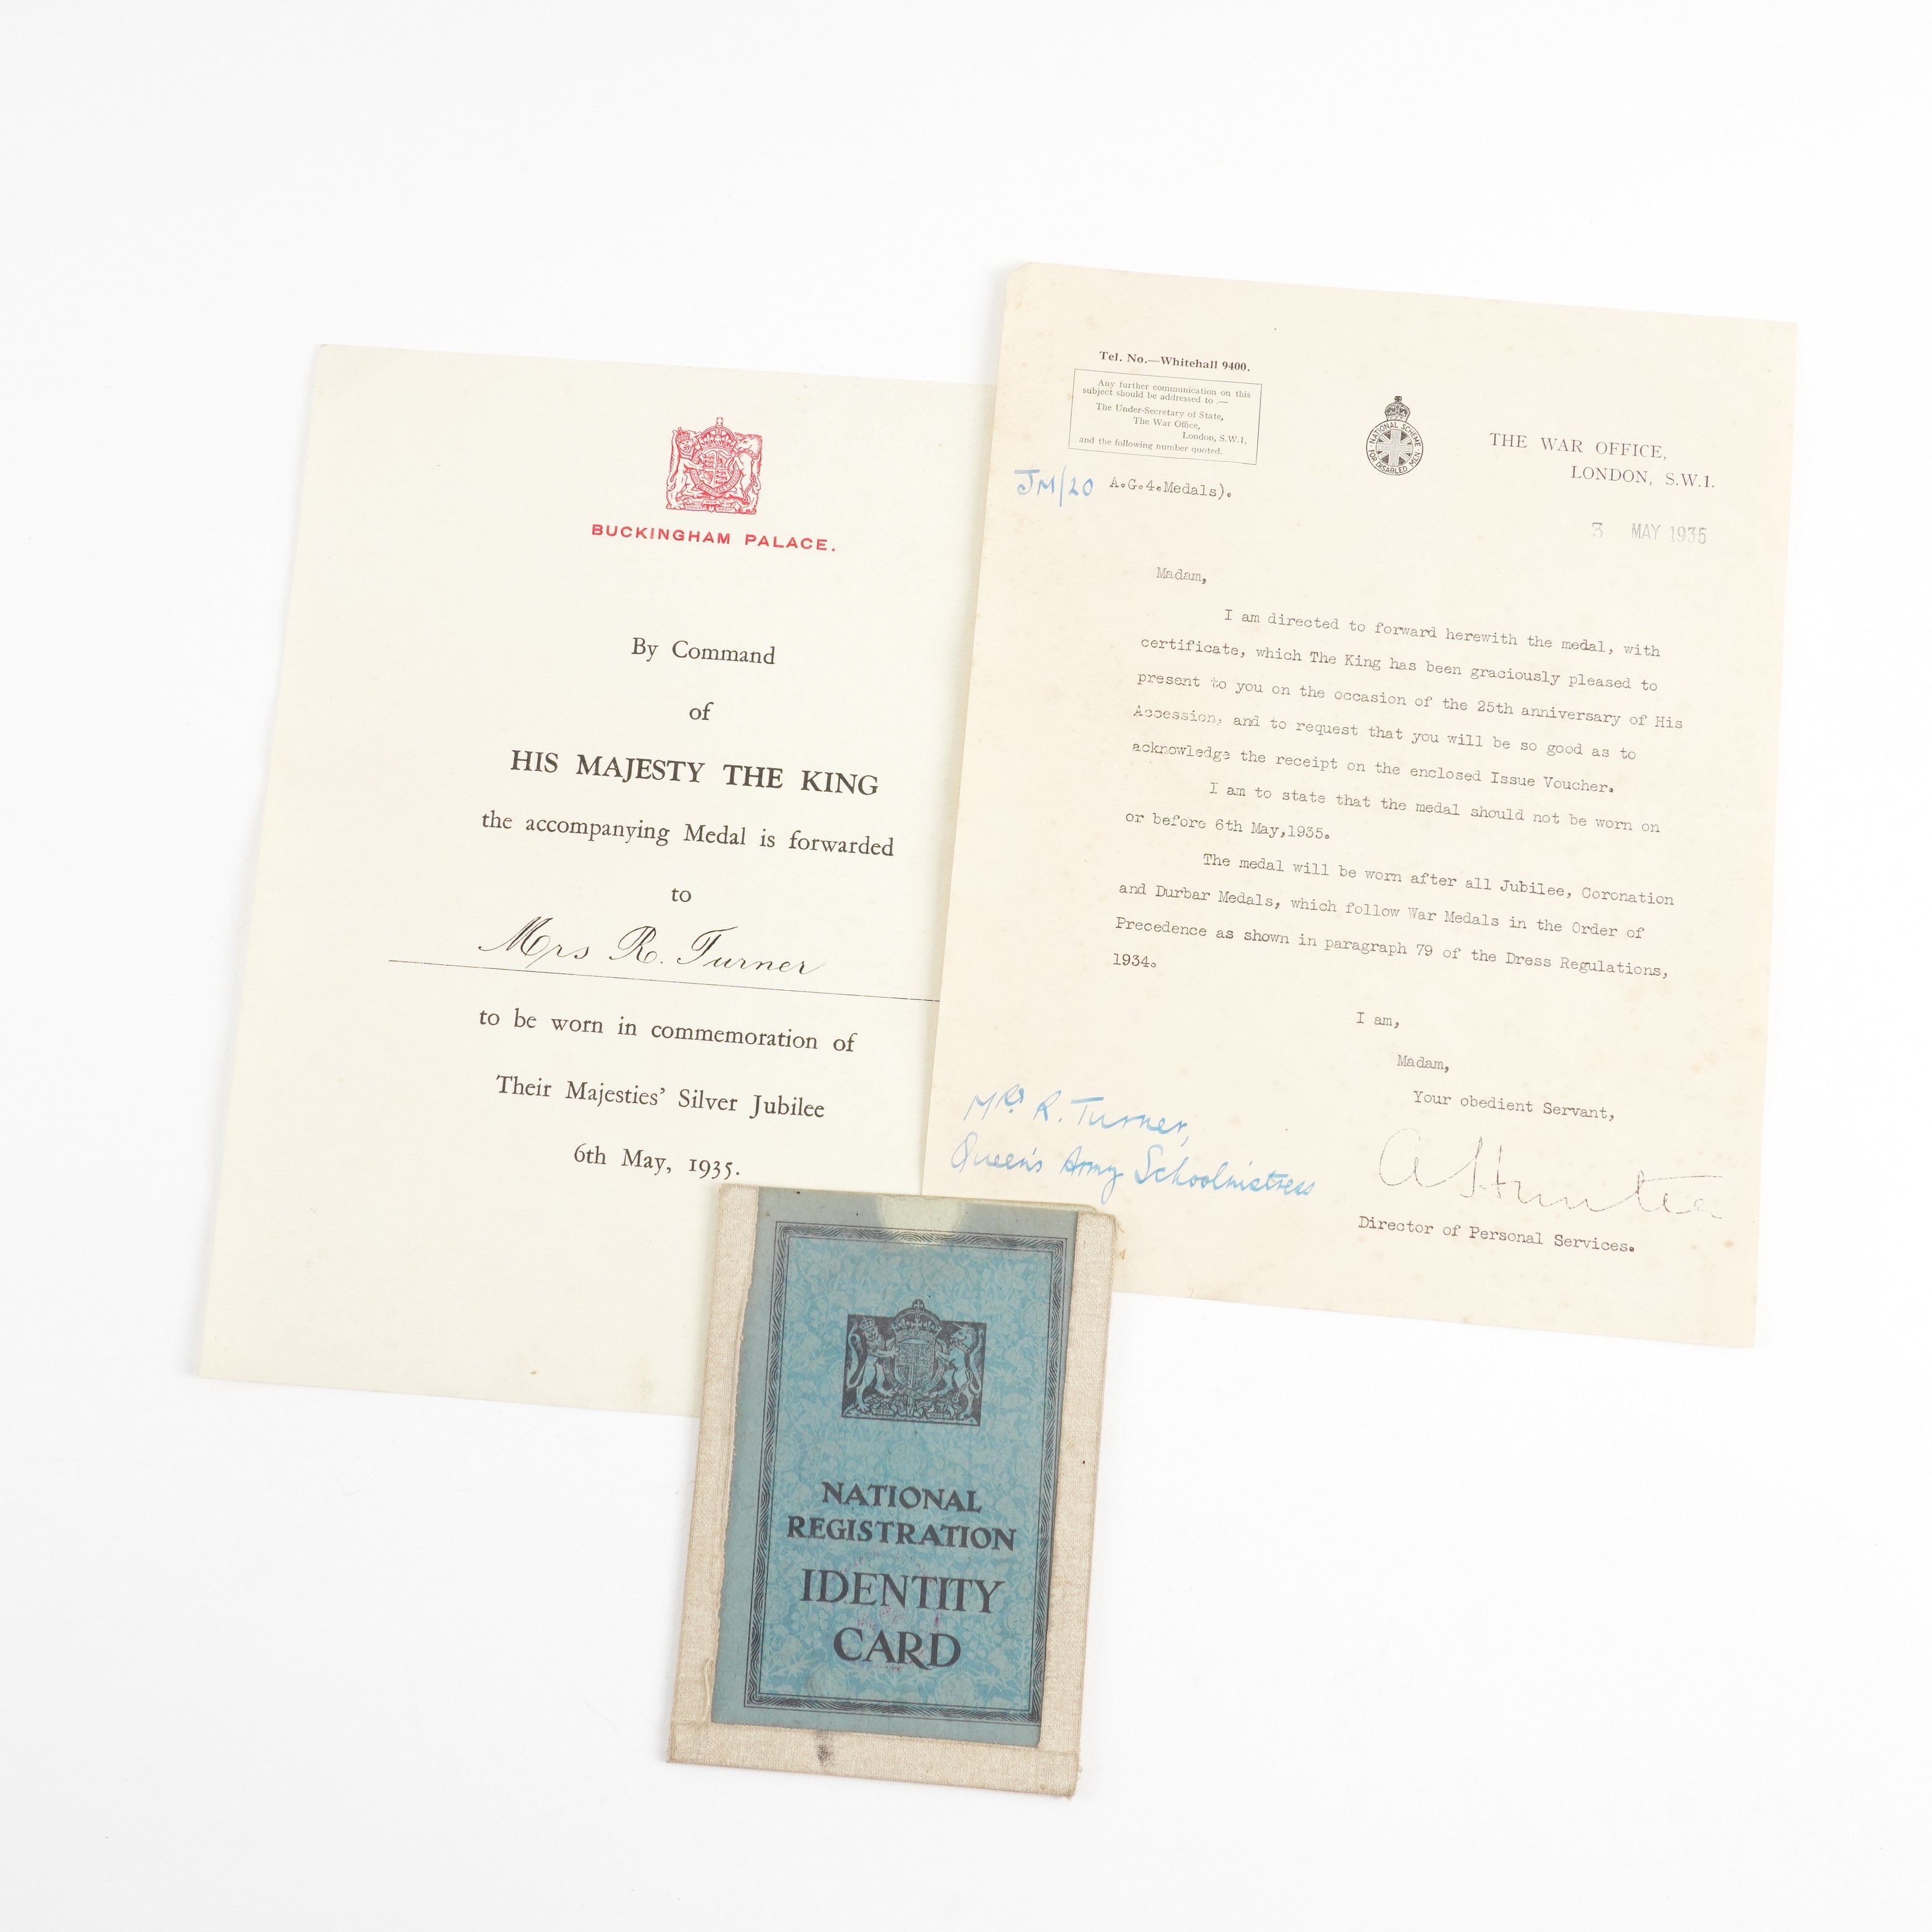 BUCKINGHAM PALACE.
By Command
of
HIS MAJESTY THE KING
the accompanying Medal is forwarded
to
Mrs R. Turner
to be worn in commemoration of
Their Majesties' Silver Jubilee
6th May, 1935.
Tel. No.—Whitehall 9400.
Any further communication on this
subject should be addressed to :—
The Under-Secretary of State,
The War Office,
London, S.W.1.
and the following number quoted.
JM/20 A.G.4.Medals).
NATIONAL SCHEME
FOR DISABLED MEN
THE WAR OFFICE,
LONDON, S.W.1.
3 MAY 1935
Madam,
I am directed to forward herewith the medal, with
certificate, which The King has been graciously pleased to
present to you on the occasion of the 25th anniversary of His
Accession, and to request that you will be so good as to
acknowledge the receipt on the enclosed Issue Voucher.
I am to state that the medal should not be worn on
or before 6th May,1935.
The medal will be worn after all Jubilee, Coronation
and Durbar Medals, which follow War Medals in the Order of
Precedence as shown in paragraph 79 of the Dress Regulations,
1934.
I am,
Madam,
Your obedient Servant,
Mrs R. Turner,
Queen's Army Schoolmistress
A Hunter
Director of Personal Services.
NATIONAL
REGISTRATION
IDENTITY
CARD